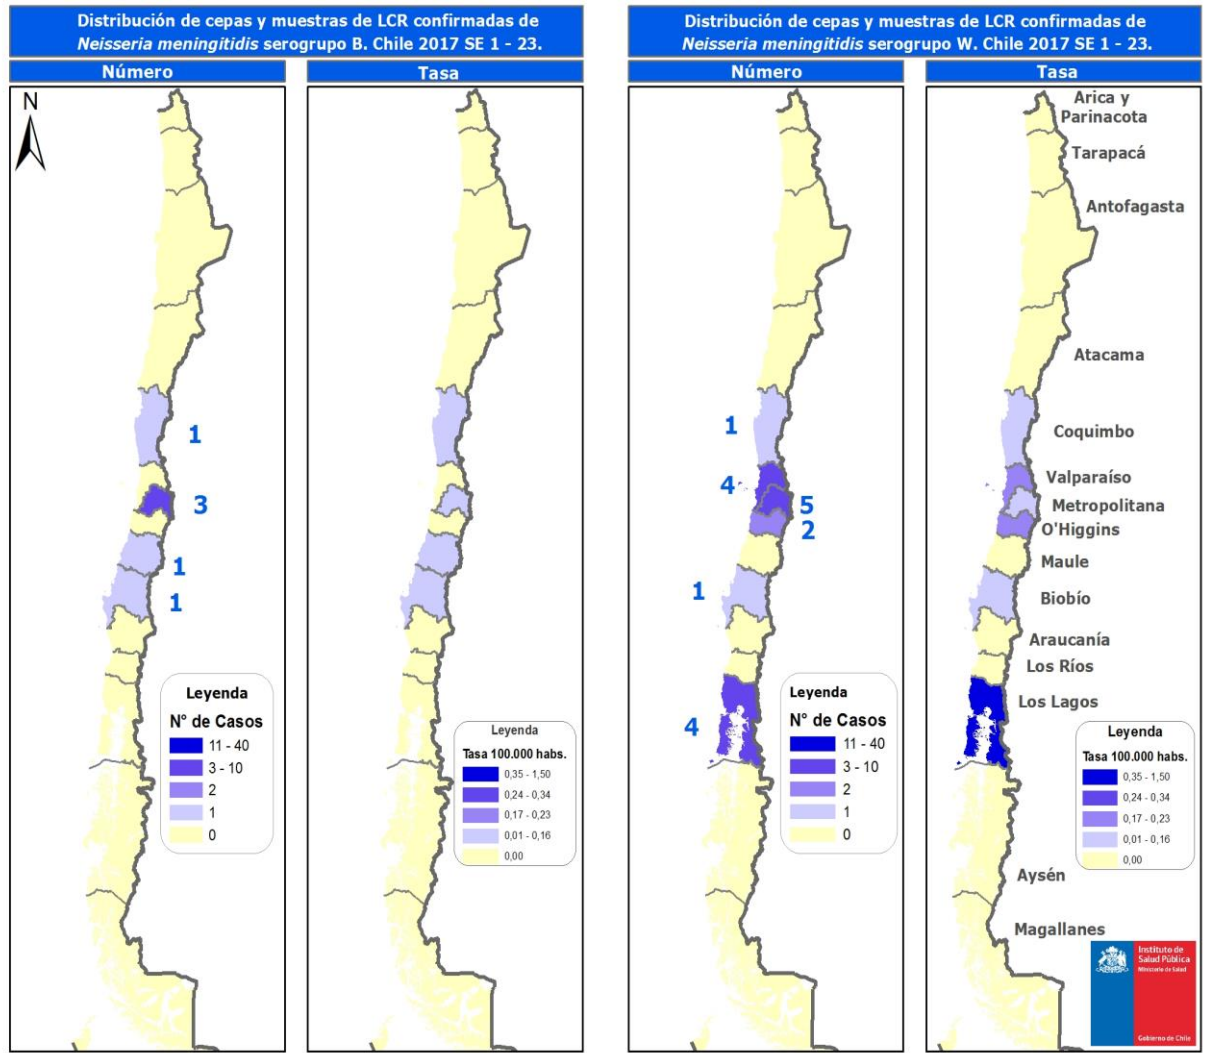 Distribución de cepas y muestras de LCR confirmadas de
Neisseria meningitidis serogrupo B. Chile 2017 SE 1 - 23.
Número
Tasa
N
1
3
1
1
Leyenda
N° de Casos
11 - 40
3 - 10
2
1
0
Leyenda
Tasa 100.000 habs.
0,35 - 1,50
0,24 - 0,34
0,17 - 0,23
0,01 - 0,16
0,00
Distribución de cepas y muestras de LCR confirmadas de
Neisseria meningitidis serogrupo W. Chile 2017 SE 1 - 23.
Número
Tasa
1
4
5
2
1
4
Leyenda
N° de Casos
11 - 40
3 - 10
2
1
0
Arica y
Parinacota
Tarapacá
Antofagasta
Atacama
Coquimbo
Valparaíso
Metropolitana
O'Higgins
Maule
Biobío
Araucanía
Los Ríos
Los Lagos
Leyenda
Tasa 100.000 habs.
0,35 - 1,50
0,24 - 0,34
0,17 - 0,23
0,01 - 0,16
0,00
Aysén
Magallanes
Instituto de
Salud Pública
Ministerio de Salud
Gobierno de Chile